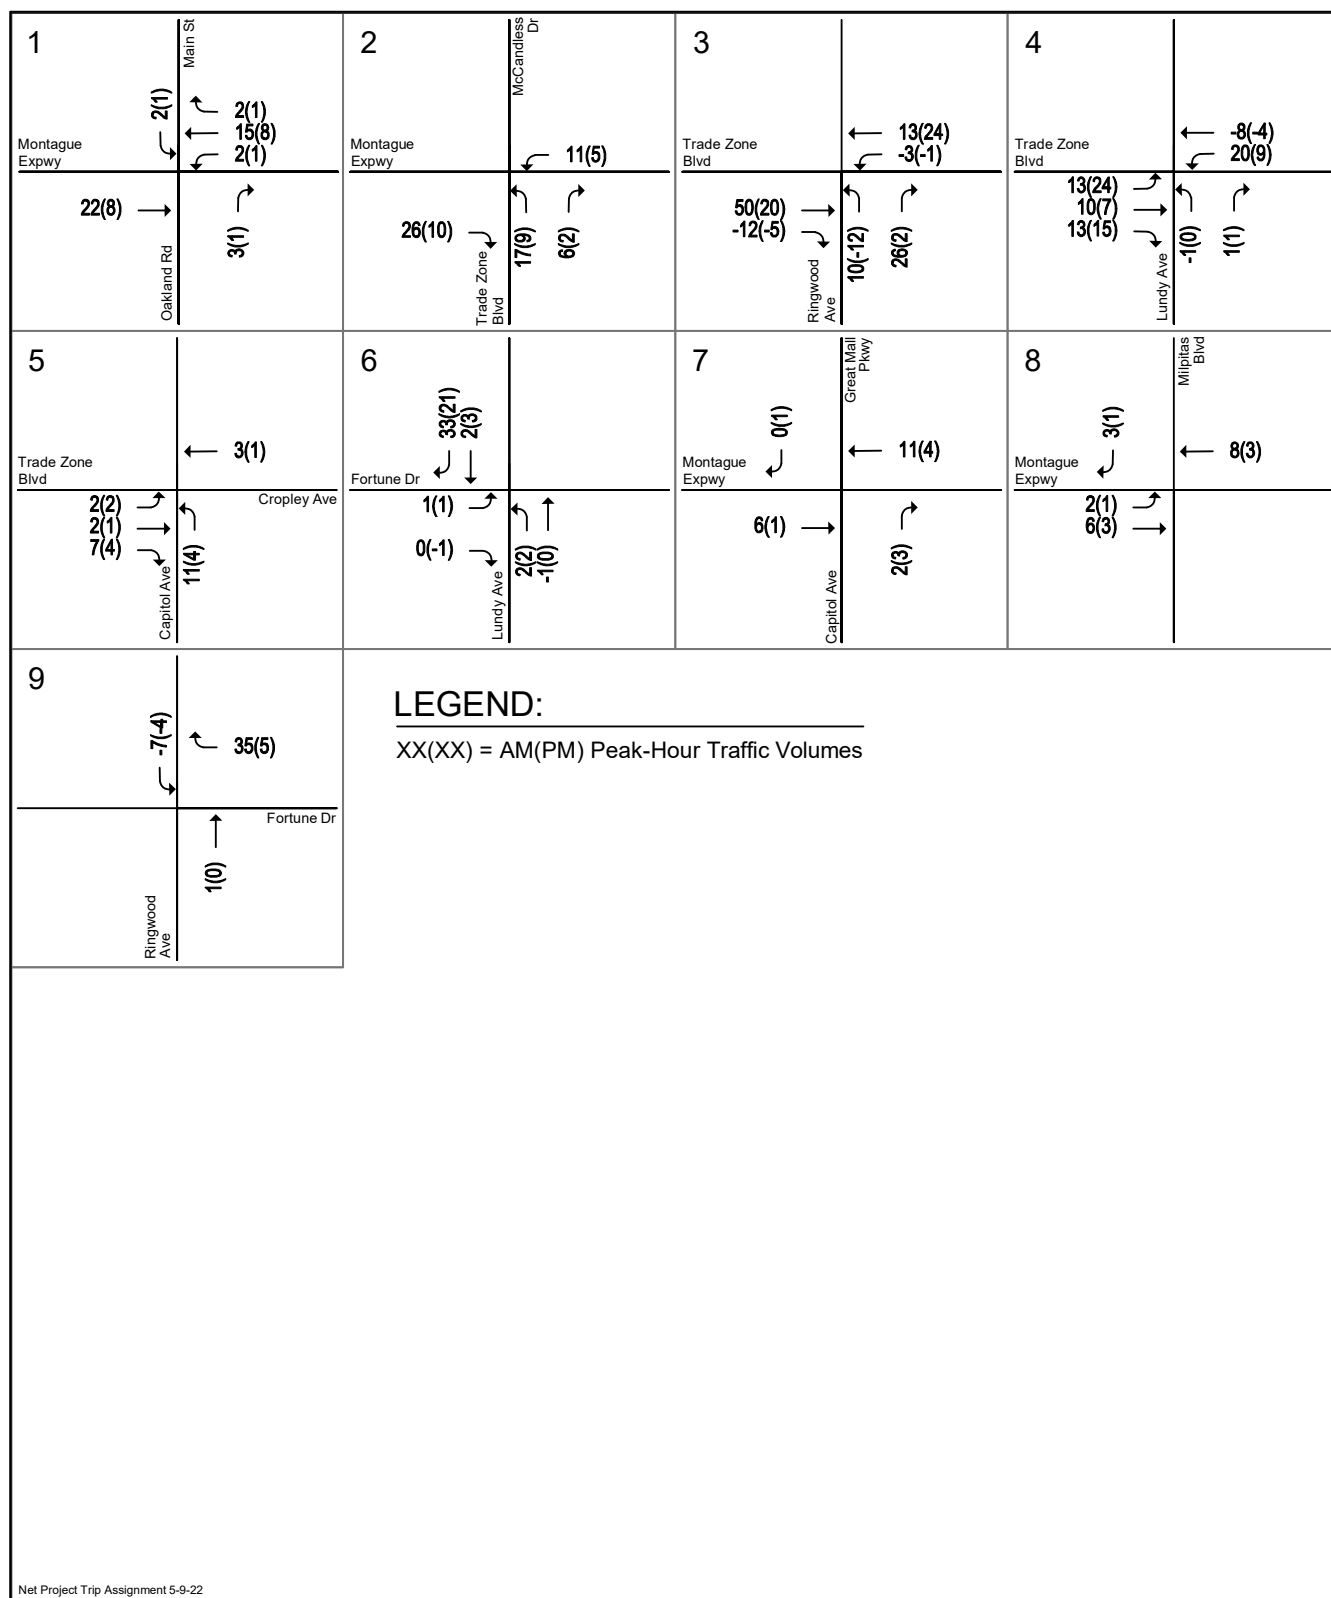 1
Main St
2(1)
2(1)
15(8)
2(1)
Montague
Expwy
22(8)
3(1)
Oakland Rd
2
McCandless
Dr
Montague
Expwy
11(5)
26(10)
17(9)
6(2)
Trade Zone
Blvd
3
Trade Zone
Blvd
13(24)
-3(-1)
50(20)
-12(-5)
10(-12)
26(2)
Ringwood
Ave
4
Trade Zone
Blvd
-8(-4)
20(9)
13(24)
10(7)
13(15)
-1(0)
1(1)
Lundy Ave
5
3(1)
Trade Zone
Blvd
Cropley Ave
2(2)
2(1)
7(4)
11(4)
Capitol Ave
6
33(21)
2(3)
Fortune Dr
1(1)
0(-1)
2(2)
-1(0)
Lundy Ave
7
Great Mall
Pkwy
0(1)
11(4)
Montague
Expwy
6(1)
2(3)
Capitol Ave
8
Milpitas
Blvd
3(1)
8(3)
Montague
Expwy
2(1)
6(3)
9
-7(-4)
35(5)
Fortune Dr
1(0)
Ringwood
Ave
LEGEND:
XX(XX) = AM(PM) Peak-Hour Traffic Volumes
Net Project Trip Assignment 5-9-22